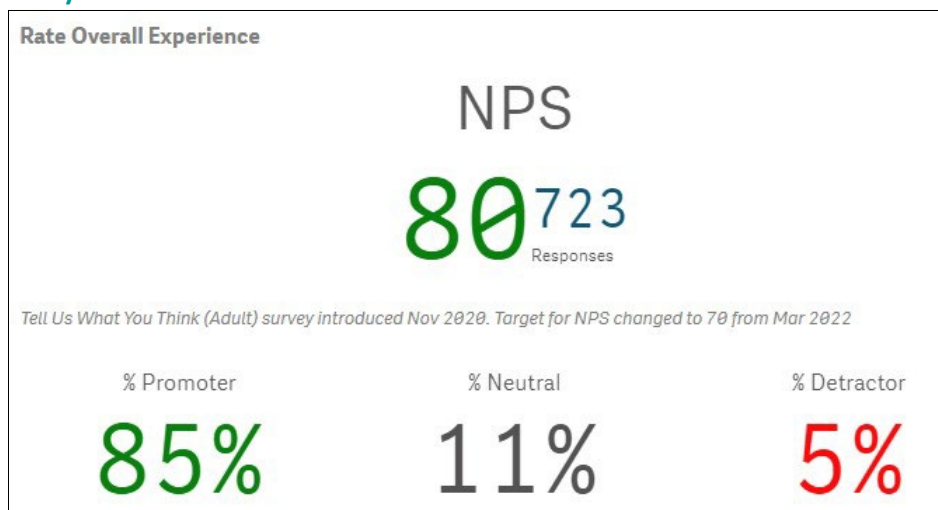 Rate Overall Experience
NPS
80 723
Responses
Tell Us What You Think (Adult) survey introduced Nov 2020. Target for NPS changed to 70 from Mar 2022
% Promoter % Neutral % Detractor
85% 11% 5%